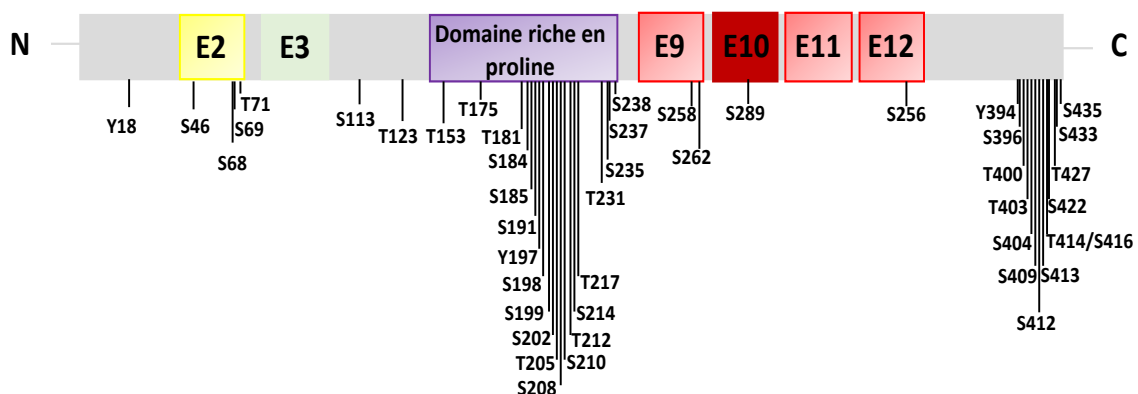 N
E2
E3
Domaine riche en
proline
E9
E10
E11
E12
C
Y18
S46
S68
S69
T71
S113
T123
T153
T175
T181
S184
S185
S191
Y197
S198
S199
S202
T205
S208
S210
T212
S214
T217
T231
S235
S237
S238
S258
S262
S289
S256
Y394
S396
T400
T403
S404
S409
S412
S413
T414/S416
S422
T427
S433
S435